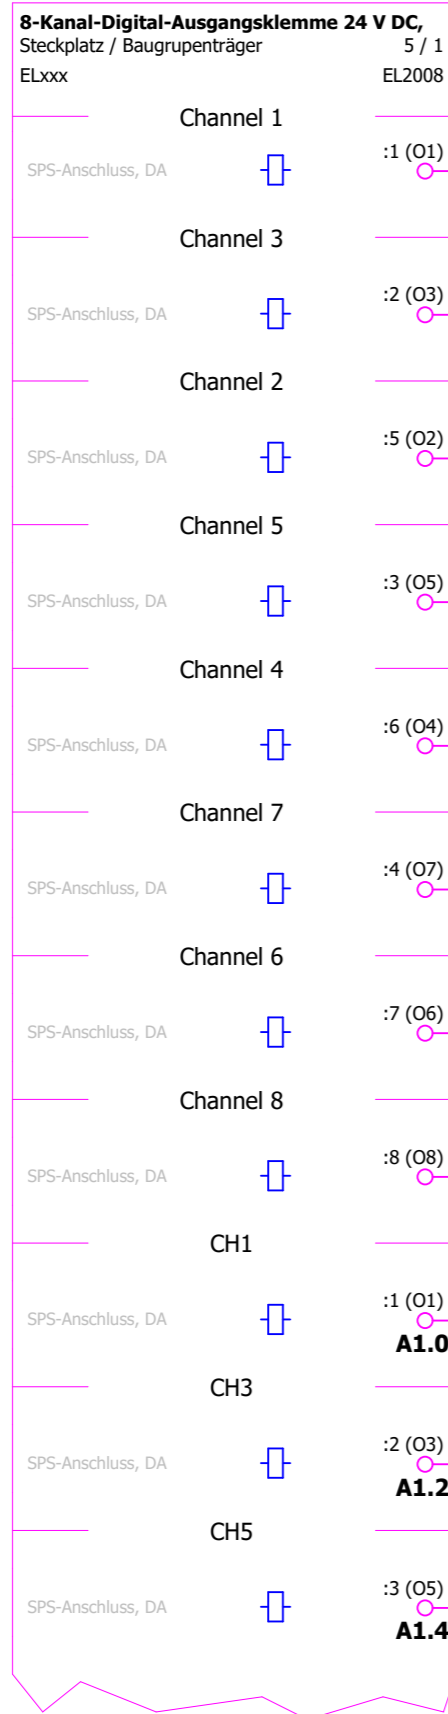 8-Kanal-Digital-Ausgangsklemme 24 V DC,
Steckplatz / Baugrupenträger 5 / 1
ELxxx EL2008
Channel 1
:1 (O1)
SPS-Anschluss, DA
Channel 3
:2 (O3)
SPS-Anschluss, DA
Channel 2
:5 (O2)
SPS-Anschluss, DA
Channel 5
:3 (O5)
SPS-Anschluss, DA
Channel 4
:6 (O4)
SPS-Anschluss, DA
Channel 7
:4 (O7)
SPS-Anschluss, DA
Channel 6
:7 (O6)
SPS-Anschluss, DA
Channel 8
:8 (O8)
SPS-Anschluss, DA
CH1
:1 (O1)
SPS-Anschluss, DA
A1.0
CH3
:2 (O3)
SPS-Anschluss, DA
A1.2
CH5
:3 (O5)
SPS-Anschluss, DA
A1.4